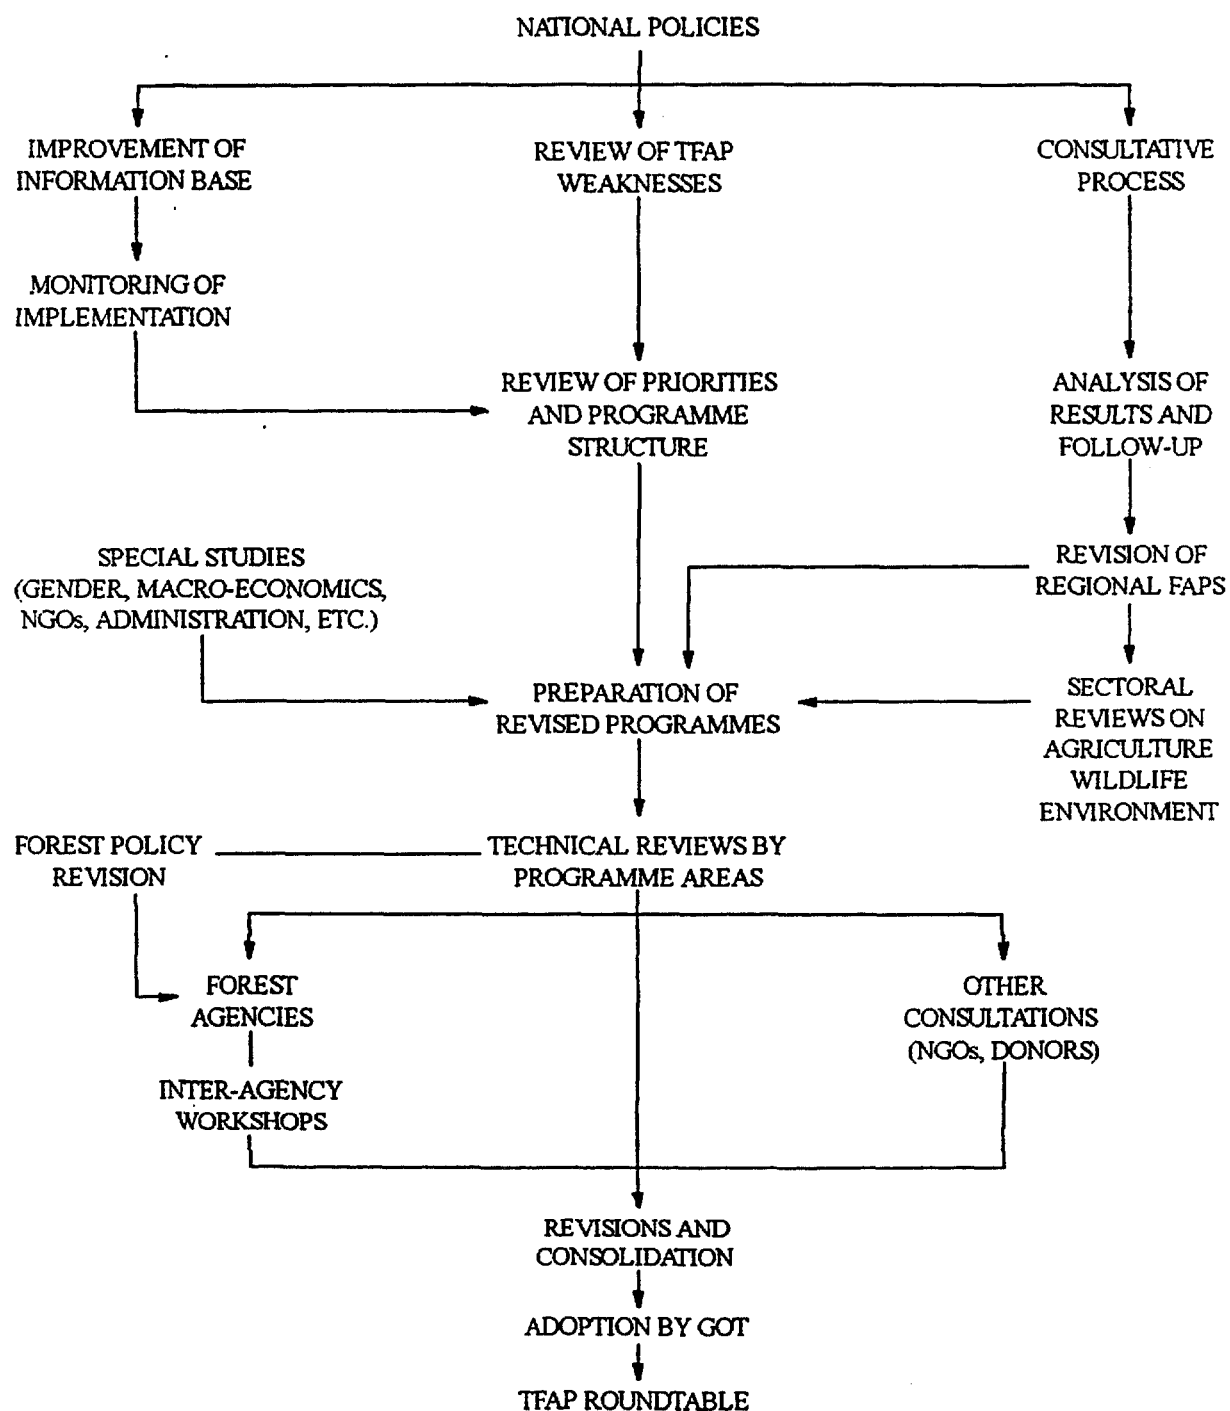 NATIONAL POLICIES
IMPROVEMENT OF
INFORMATION BASE
REVIEW OF TFAP
WEAKNESSES
CONSULTATIVE
PROCESS
MONITORING OF
IMPLEMENTATION
REVIEW OF PRIORITIES
AND PROGRAMME
STRUCTURE
ANALYSIS OF
RESULTS AND
FOLLOW-UP
SPECIAL STUDIES
(GENDER, MACRO-ECONOMICS,
NGOs, ADMINISTRATION, ETC.)
REVISION OF
REGIONAL FAPS
PREPARATION OF
REVISED PROGRAMMES
SECTORAL
REVIEWS ON
AGRICULTURE
WILDLIFE
ENVIRONMENT
FOREST POLICY
REVISION
TECHNICAL REVIEWS BY
PROGRAMME AREAS
FOREST
AGENCIES
OTHER
CONSULTATIONS
(NGOs, DONORS)
INTER-AGENCY
WORKSHOPS
REVISIONS AND
CONSOLIDATION
ADOPTION BY GOT
TFAP ROUNDTABLE